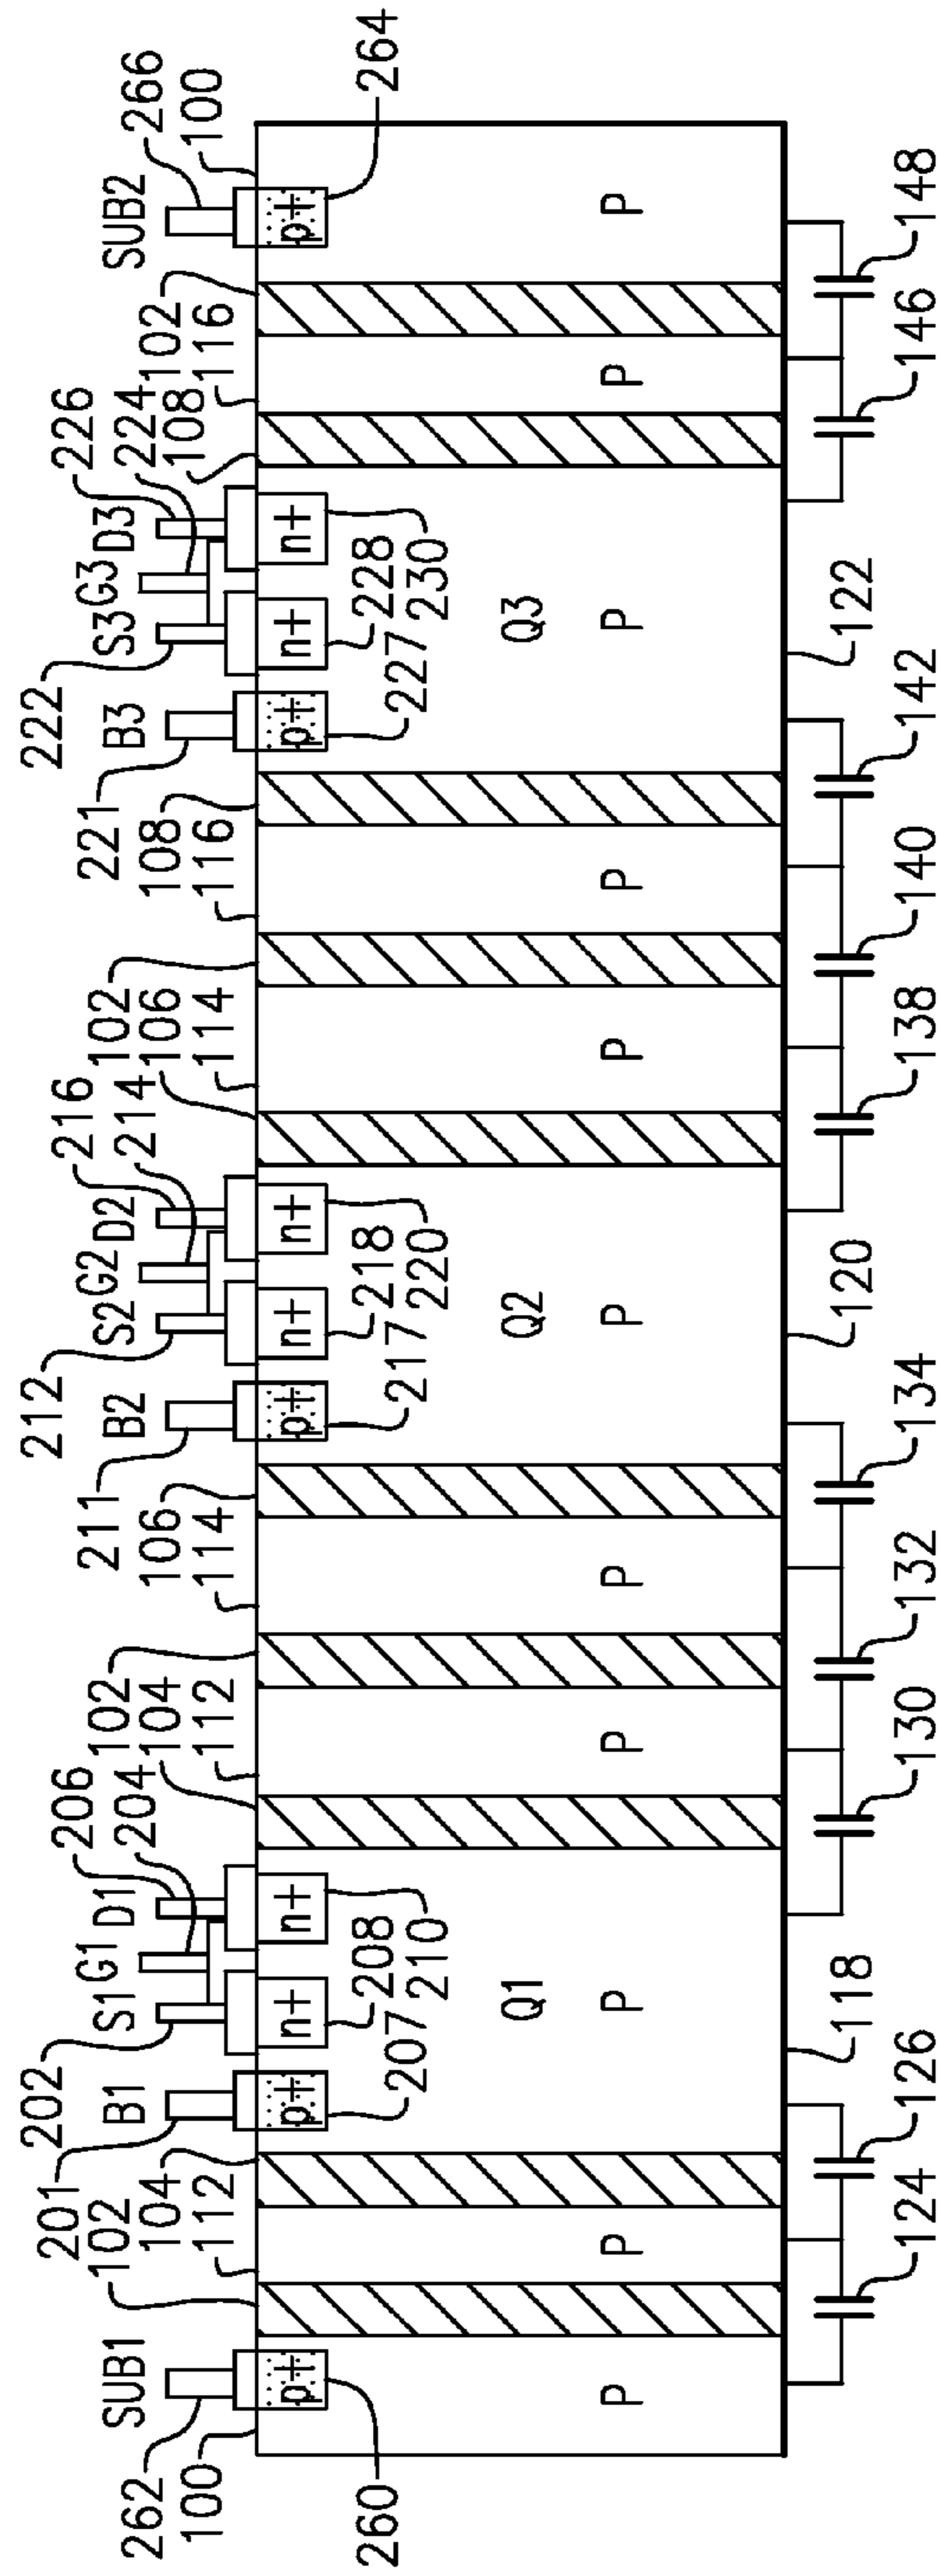 202 212 222
201 206 211 216 221 226
SUB1 102 B1 S1 G1 D1 204 102 B2 S2 G2 D2 214 102 B3 S3 G3 D3 224 SUB2
262 104 104 106 106 108 108 102 266
100 112 112 114 114 116 116 100
p+ p+ n+ n+ p+ n+ n+ p+ n+ n+ p+
260 207 208 217 218 227 228 264
210 220 230
Q1 Q2 Q3
P P P P P P P P P P P
118 120 122
124 126 130 132 134 138 140 142 146 148